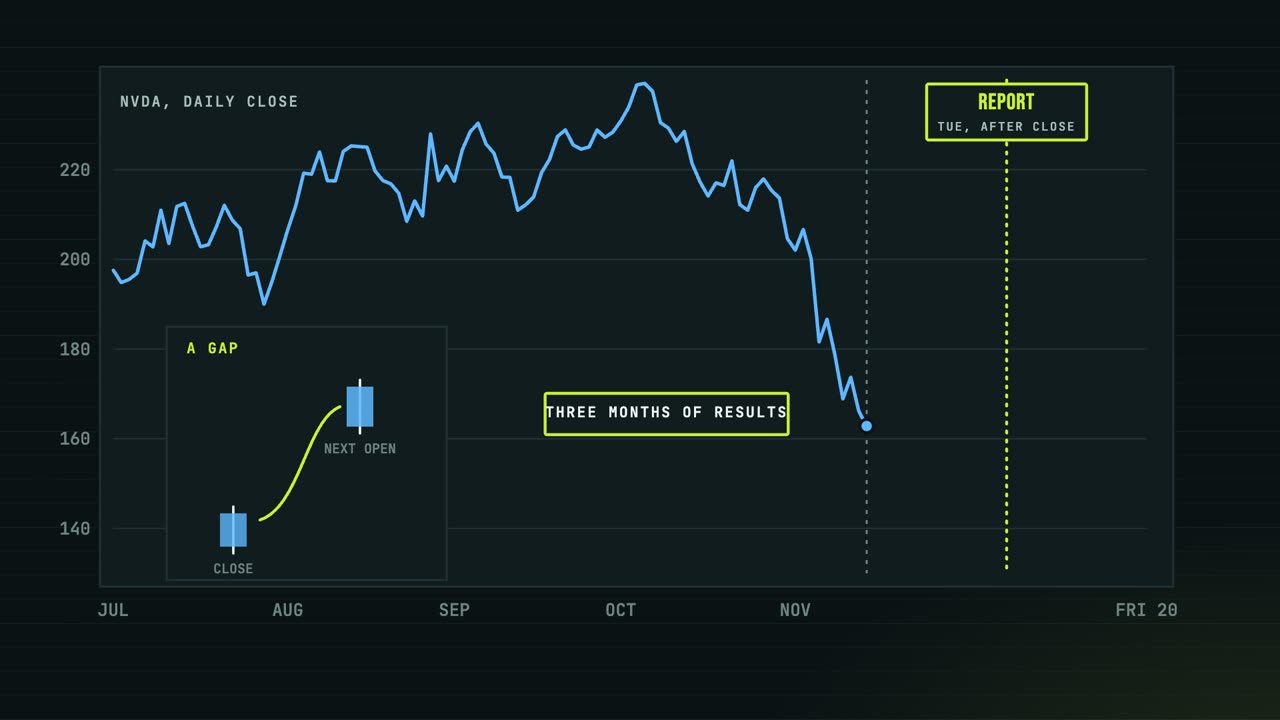 NVDA, DAILY CLOSE
REPORT
TUE, AFTER CLOSE
220
200
180
160
140
A GAP
NEXT OPEN
CLOSE
THREE MONTHS OF RESULTS
JUL
AUG
SEP
OCT
NOV
FRI 20